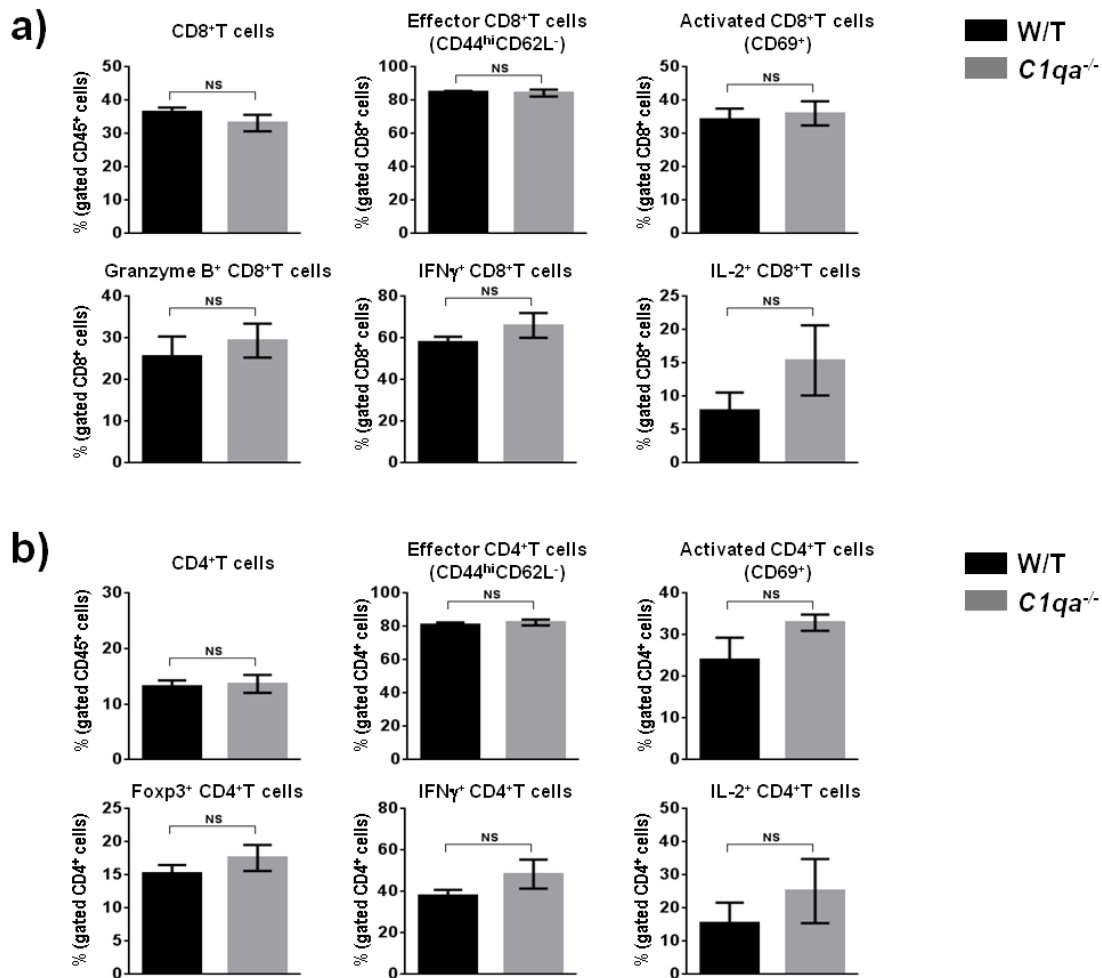 a)
CD8⁺T cells
Effector CD8⁺T cells
(CD44ʰⁱCD62L⁻)
Activated CD8⁺T cells
(CD69⁺)
W/T
C1qa⁻/⁻
% (gated CD45⁺ cells)
50
40
30
20
10
0
NS
% (gated CD8⁺ cells)
100
80
60
40
20
0
NS
% (gated CD8⁺ cells)
50
40
30
20
10
0
NS
Granzyme B⁺ CD8⁺T cells
IFNγ⁺ CD8⁺T cells
IL-2⁺ CD8⁺T cells
% (gated CD8⁺ cells)
40
30
20
10
0
NS
% (gated CD8⁺ cells)
80
60
40
20
0
NS
% (gated CD8⁺ cells)
25
20
15
10
5
0
NS
b)
CD4⁺T cells
Effector CD4⁺T cells
(CD44ʰⁱCD62L⁻)
Activated CD4⁺T cells
(CD69⁺)
W/T
C1qa⁻/⁻
% (gated CD45⁺ cells)
30
20
10
0
NS
% (gated CD4⁺ cells)
100
80
60
40
20
0
NS
% (gated CD4⁺ cells)
40
30
20
10
0
NS
Foxp3⁺ CD4⁺T cells
IFNγ⁺ CD4⁺T cells
IL-2⁺ CD4⁺T cells
% (gated CD4⁺ cells)
25
20
15
10
5
0
NS
% (gated CD4⁺ cells)
80
60
40
20
0
NS
% (gated CD4⁺ cells)
50
40
30
20
10
0
NS